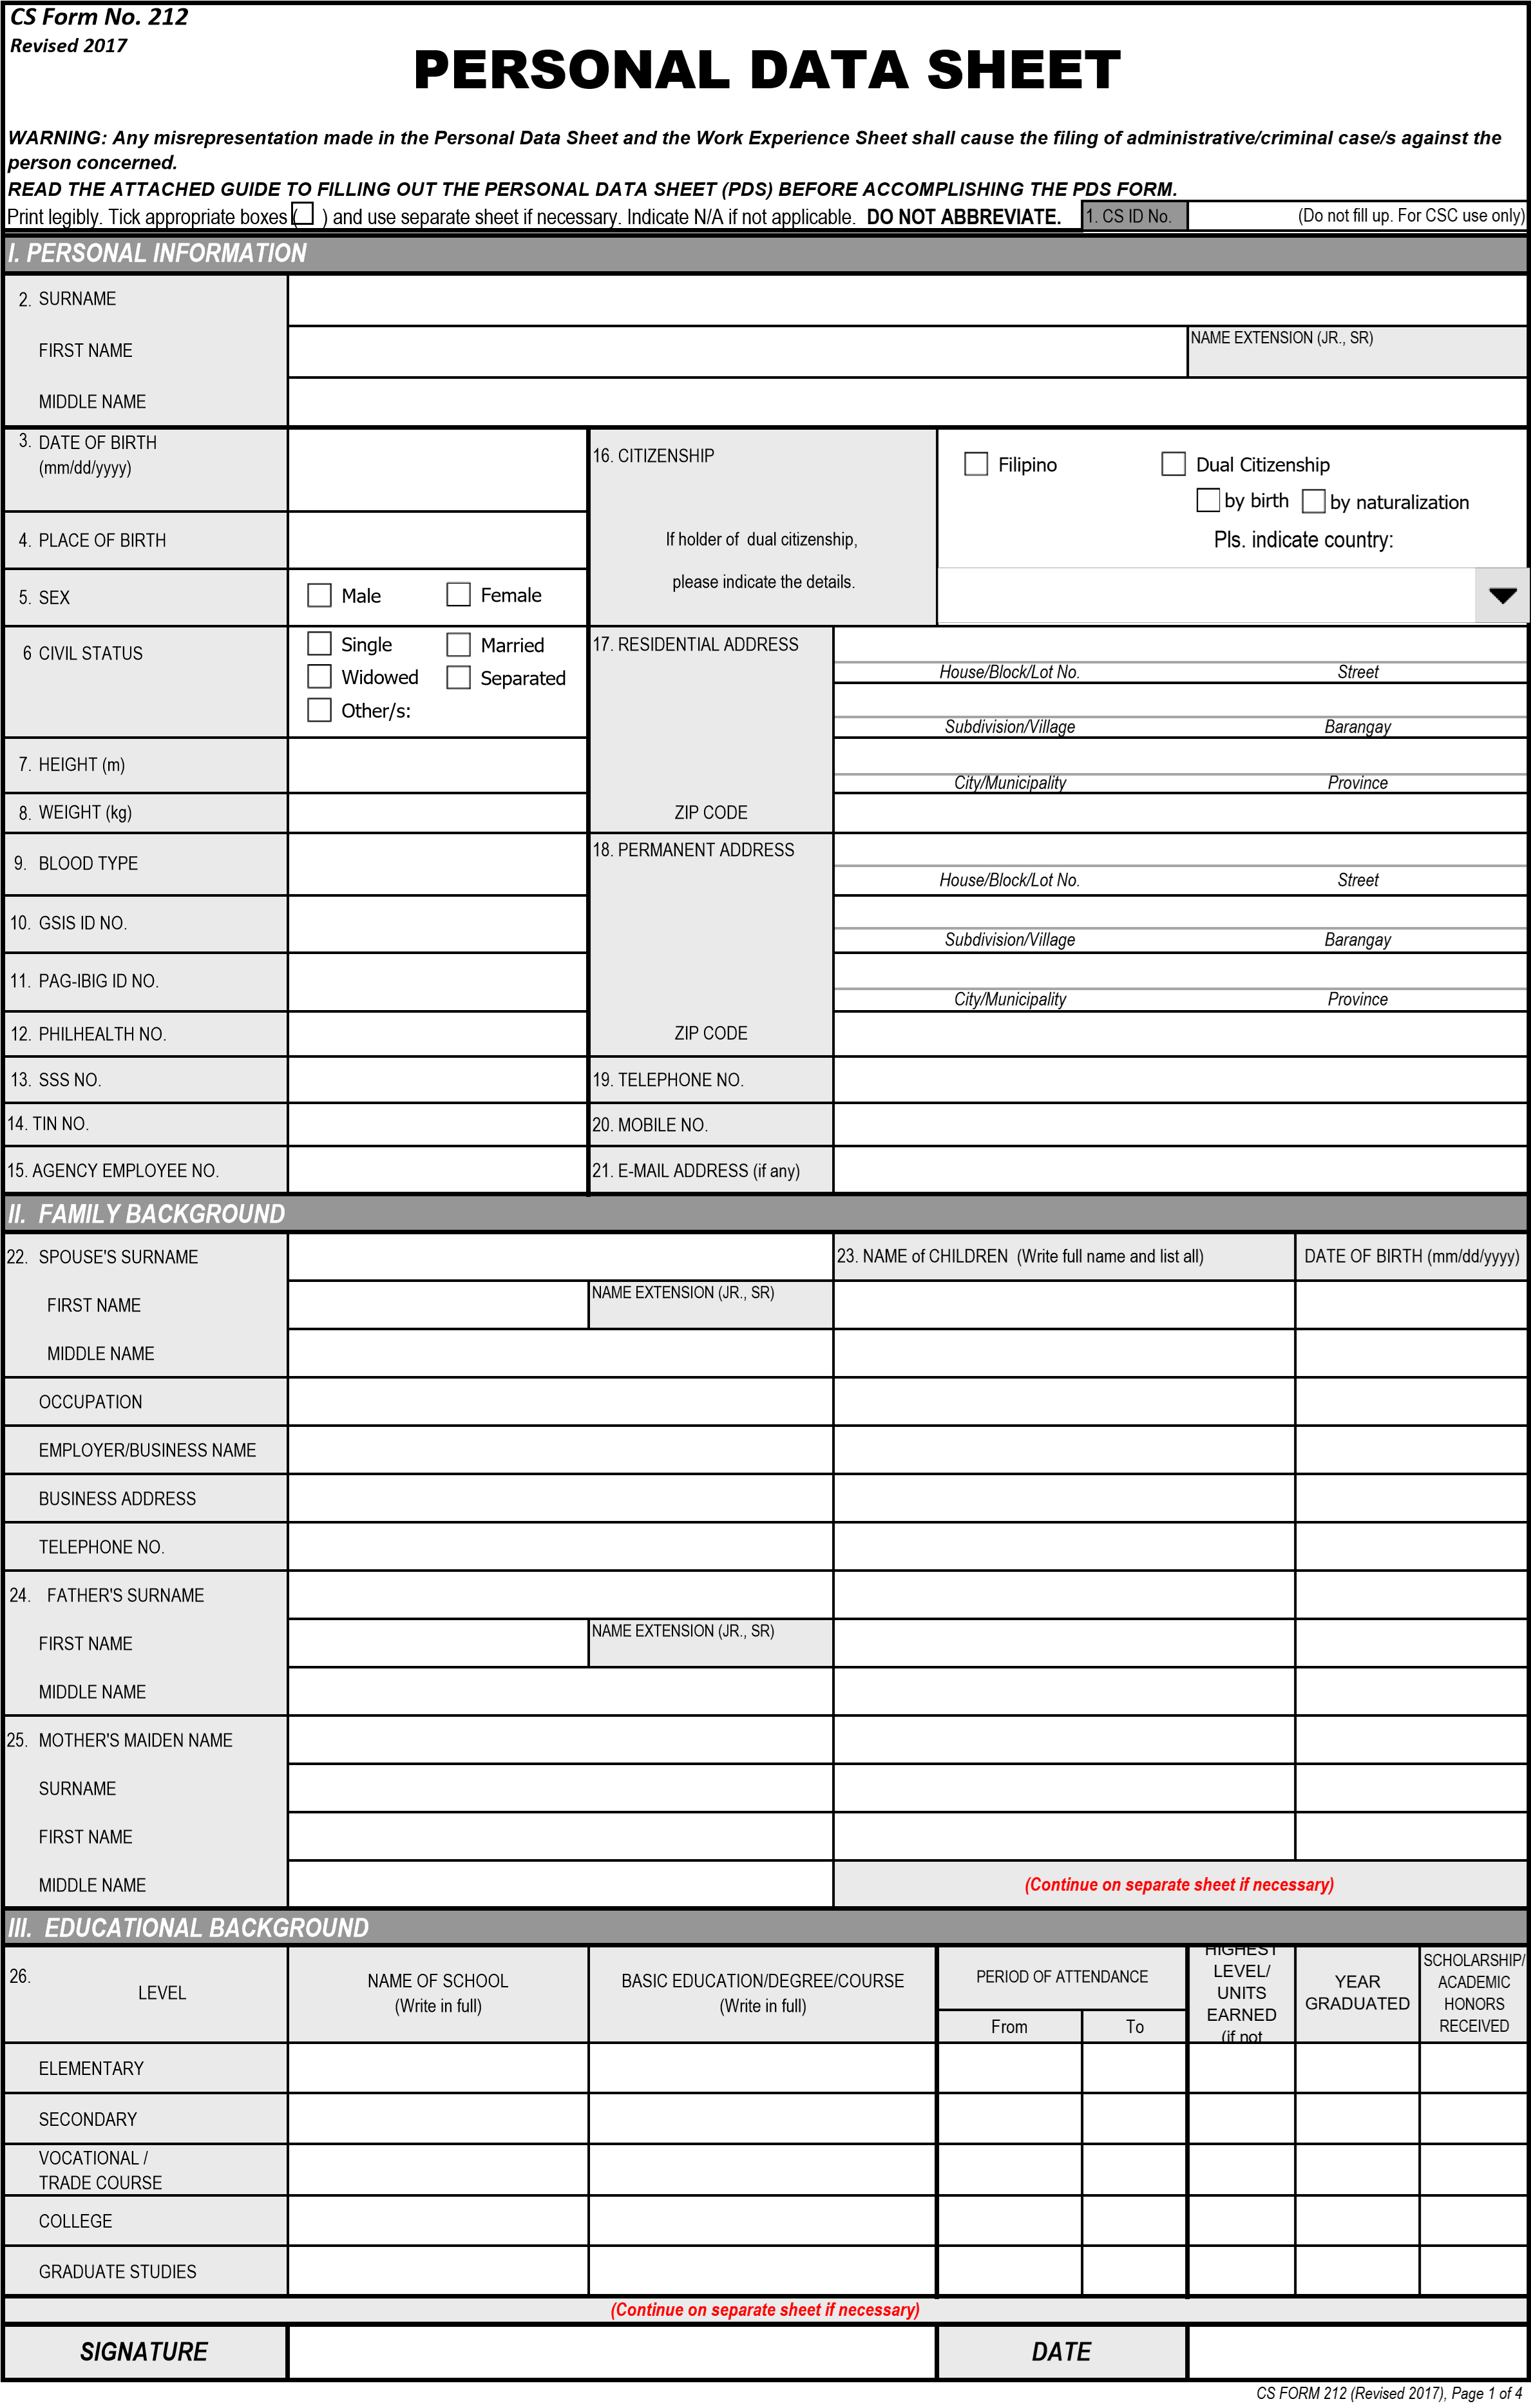 CS Form No. 212
Revised 2017
PERSONAL DATA SHEET
WARNING: Any misrepresentation made in the Personal Data Sheet and the Work Experience Sheet shall cause the filing of administrative/criminal case/s against the
person concerned.
READ THE ATTACHED GUIDE TO FILLING OUT THE PERSONAL DATA SHEET (PDS) BEFORE ACCOMPLISHING THE PDS FORM.
Print legibly. Tick appropriate boxes ( ) and use separate sheet if necessary. Indicate N/A if not applicable. DO NOT ABBREVIATE. 1. CS ID No. (Do not fill up. For CSC use only)
I. PERSONAL INFORMATION
2. SURNAME
FIRST NAME NAME EXTENSION (JR., SR)
MIDDLE NAME
3. DATE OF BIRTH
(mm/dd/yyyy)
16. CITIZENSHIP
Filipino Dual Citizenship
by birth by naturalization
If holder of dual citizenship,
please indicate the details.
Pls. indicate country:
4. PLACE OF BIRTH
5. SEX Male Female
6 CIVIL STATUS Single Married
Widowed Separated
Other/s:
17. RESIDENTIAL ADDRESS
House/Block/Lot No. Street
Subdivision/Village Barangay
7. HEIGHT (m)
City/Municipality Province
8. WEIGHT (kg) ZIP CODE
9. BLOOD TYPE 18. PERMANENT ADDRESS
House/Block/Lot No. Street
10. GSIS ID NO.
Subdivision/Village Barangay
11. PAG-IBIG ID NO.
City/Municipality Province
12. PHILHEALTH NO. ZIP CODE
13. SSS NO. 19. TELEPHONE NO.
14. TIN NO. 20. MOBILE NO.
15. AGENCY EMPLOYEE NO. 21. E-MAIL ADDRESS (if any)
II. FAMILY BACKGROUND
22. SPOUSE'S SURNAME 23. NAME of CHILDREN (Write full name and list all) DATE OF BIRTH (mm/dd/yyyy)
FIRST NAME NAME EXTENSION (JR., SR)
MIDDLE NAME
OCCUPATION
EMPLOYER/BUSINESS NAME
BUSINESS ADDRESS
TELEPHONE NO.
24. FATHER'S SURNAME
FIRST NAME NAME EXTENSION (JR., SR)
MIDDLE NAME
25. MOTHER'S MAIDEN NAME
SURNAME
FIRST NAME
MIDDLE NAME (Continue on separate sheet if necessary)
III. EDUCATIONAL BACKGROUND
26.
LEVEL
NAME OF SCHOOL
(Write in full)
BASIC EDUCATION/DEGREE/COURSE
(Write in full)
PERIOD OF ATTENDANCE
From To
HIGHEST
LEVEL/
UNITS
EARNED
(if not
YEAR
GRADUATED
SCHOLARSHIP/
ACADEMIC
HONORS
RECEIVED
ELEMENTARY
SECONDARY
VOCATIONAL /
TRADE COURSE
COLLEGE
GRADUATE STUDIES
(Continue on separate sheet if necessary)
SIGNATURE DATE
CS FORM 212 (Revised 2017), Page 1 of 4